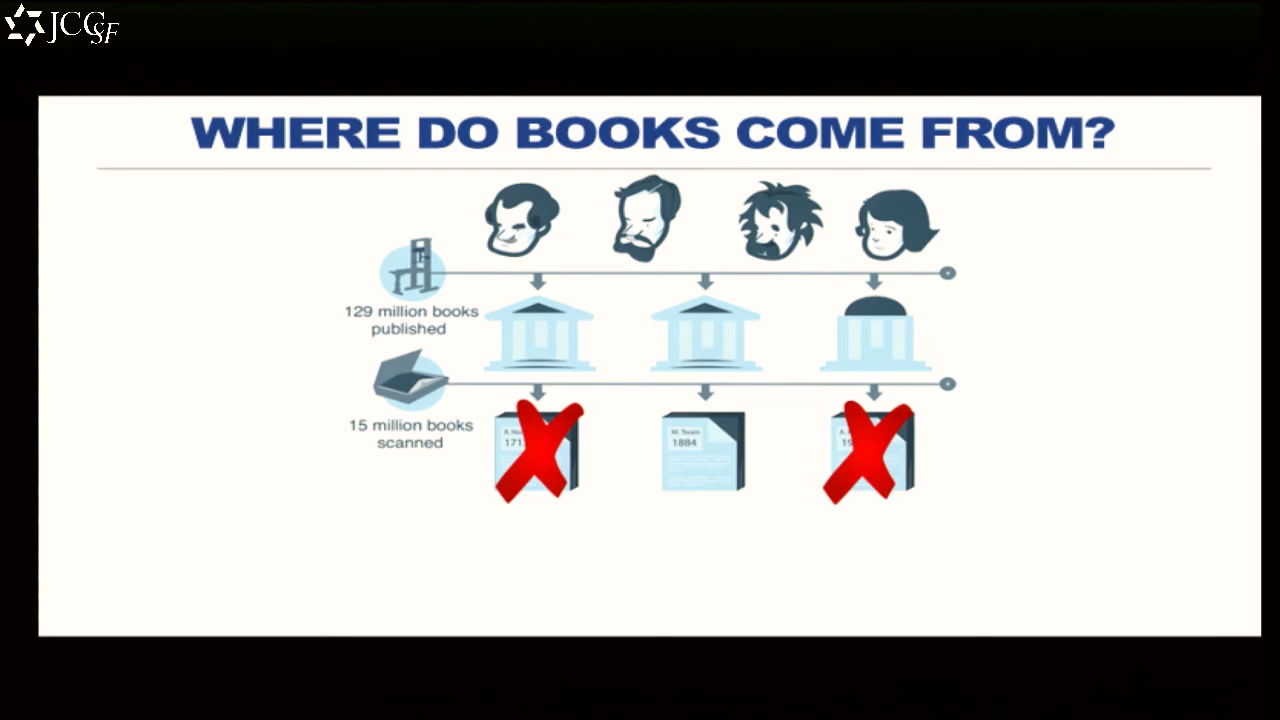 JCCSF
WHERE DO BOOKS COME FROM?
129 million books
published
15 million books
scanned
M. Twain
1884